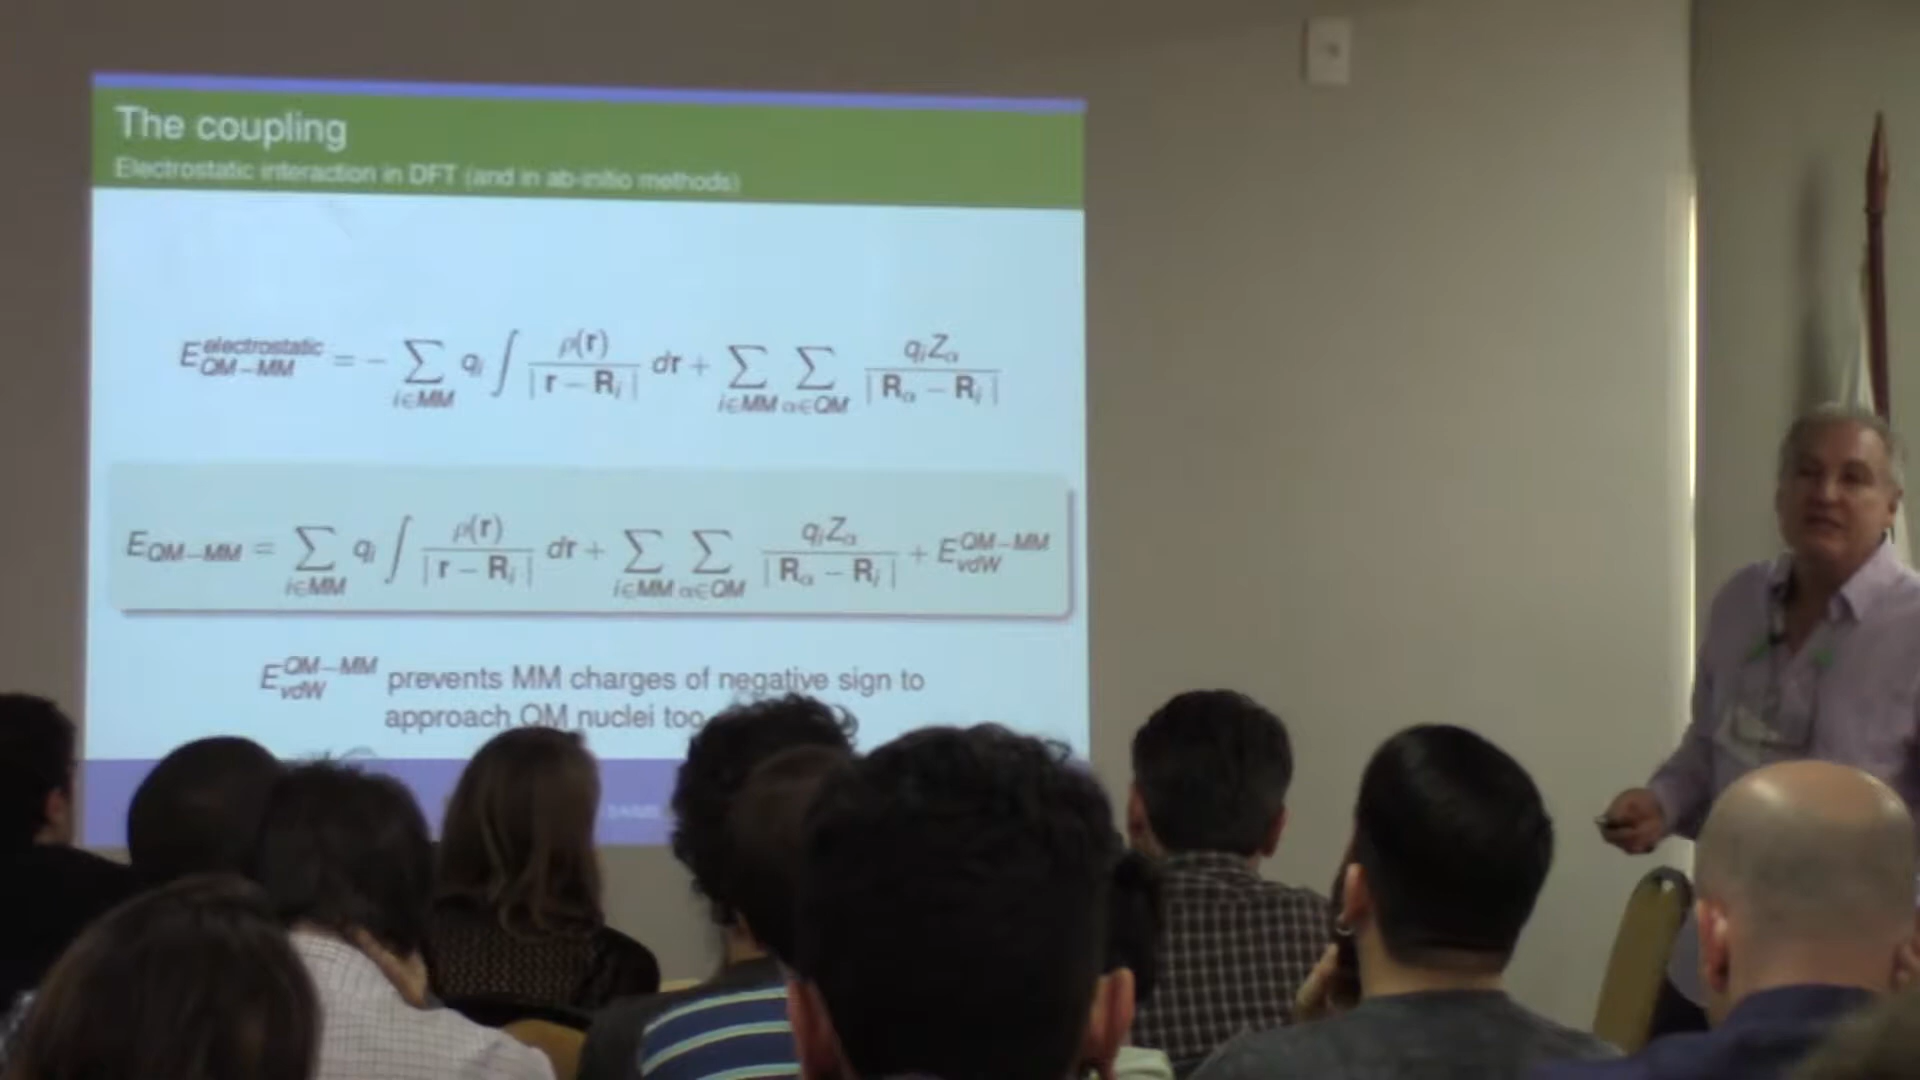 The coupling
Electrostatic interaction in DFT (and in ab-initio methods)
E^{electrostatic}_{QM−MM} = − ∑_{i∈MM} q_i ∫ ρ(r) / | r − R_i | dr + ∑_{i∈MM} ∑_{α∈QM} q_i Z_α / | R_α − R_i |
E_{QM−MM} = ∑_{i∈MM} q_i ∫ ρ(r) / | r − R_i | dr + ∑_{i∈MM} ∑_{α∈QM} q_i Z_α / | R_α − R_i | + E^{QM−MM}_{vdW}
E^{QM−MM}_{vdW} prevents MM charges of negative sign to
approach QM nuclei too